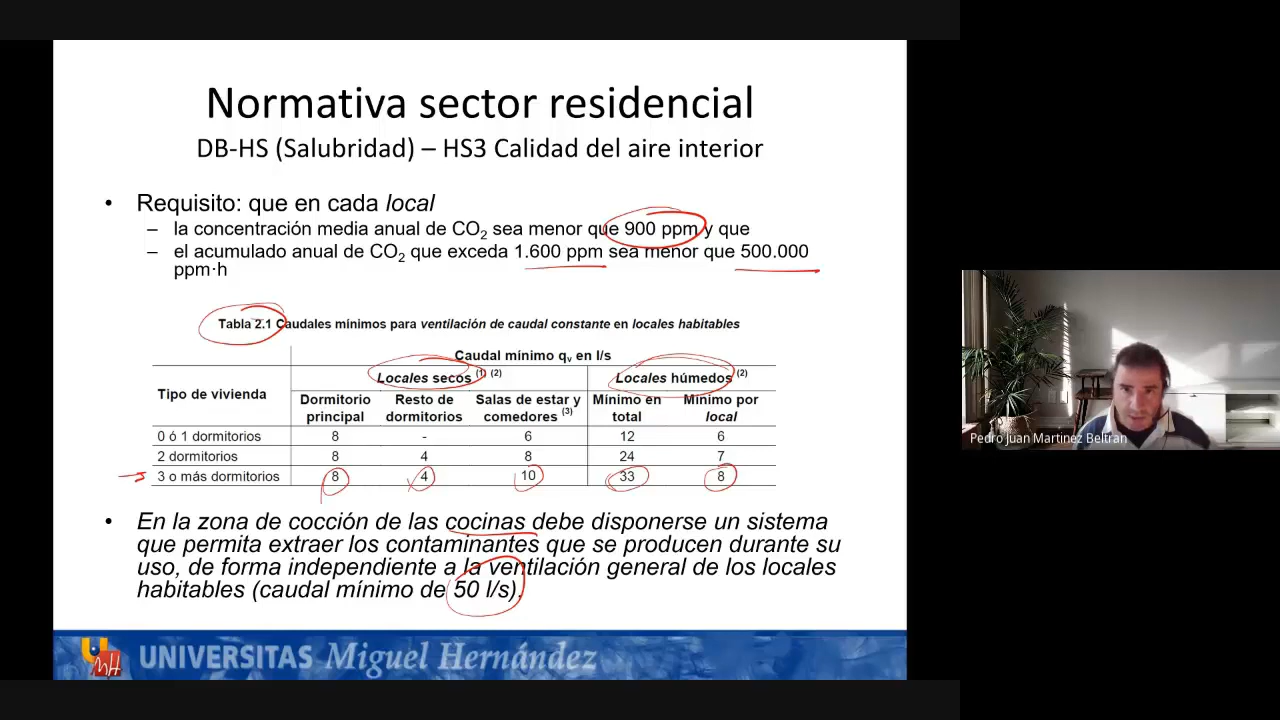 Normativa sector residencial
DB-HS (Salubridad) – HS3 Calidad del aire interior
• Requisito: que en cada local
– la concentración media anual de CO2 sea menor que 900 ppm y que
– el acumulado anual de CO2 que exceda 1.600 ppm sea menor que 500.000
ppm·h
Tabla 2.1 Caudales mínimos para ventilación de caudal constante en locales habitables
Caudal mínimo qv en l/s
Tipo de vivienda
Locales secos (1) (2) Locales húmedos (2)
Dormitorio principal Resto de dormitorios Salas de estar y comedores (3) Mínimo en total Mínimo por local
0 ó 1 dormitorios 8 - 6 12 6
2 dormitorios 8 4 8 24 7
3 o más dormitorios 8 4 10 33 8
• En la zona de cocción de las cocinas debe disponerse un sistema
que permita extraer los contaminantes que se producen durante su
uso, de forma independiente a la ventilación general de los locales
habitables (caudal mínimo de 50 l/s).
UMH UNIVERSITAS Miguel Hernández
Pedro Juan Martinez Beltran